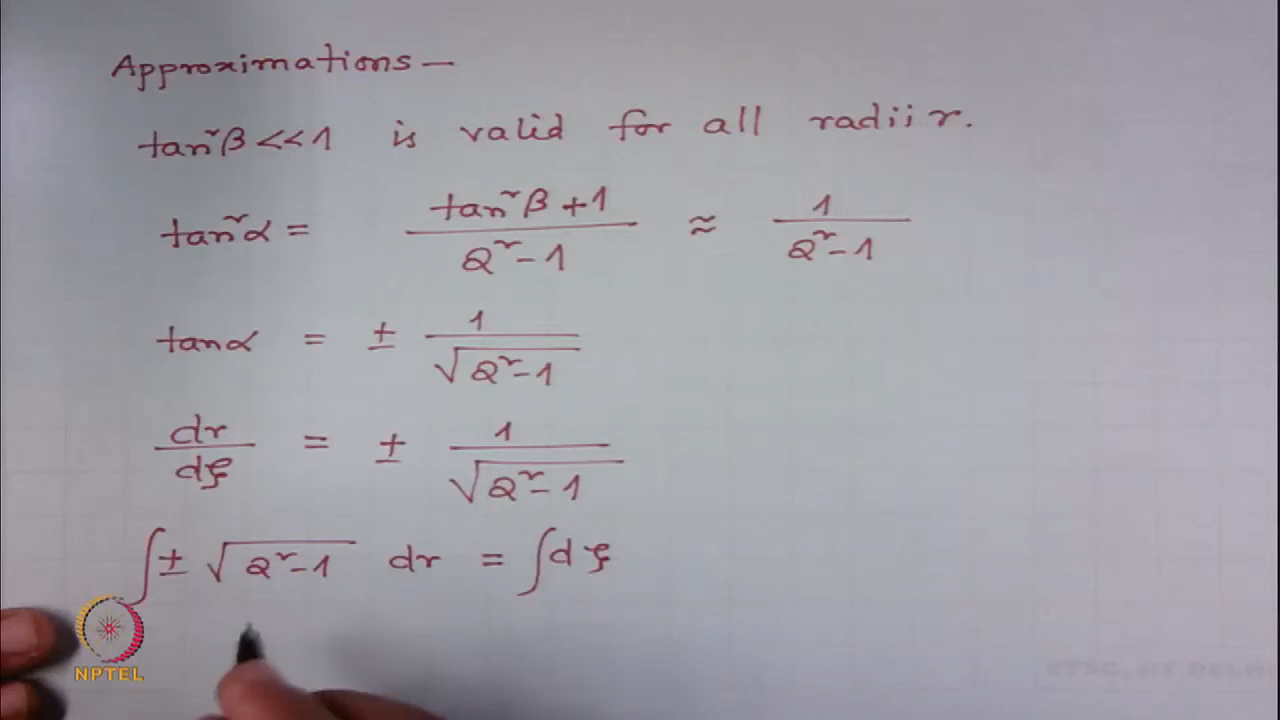 Approximations —
tan²β << 1 is valid for all radii r.
tan²α = (tan²β + 1) / (Q² - 1) ≈ 1 / (Q² - 1)
tanα = ± 1 / √(Q² - 1)
dr/dξ = ± 1 / √(Q² - 1)
∫ ± √(Q² - 1) dr = ∫ dξ
NPTEL